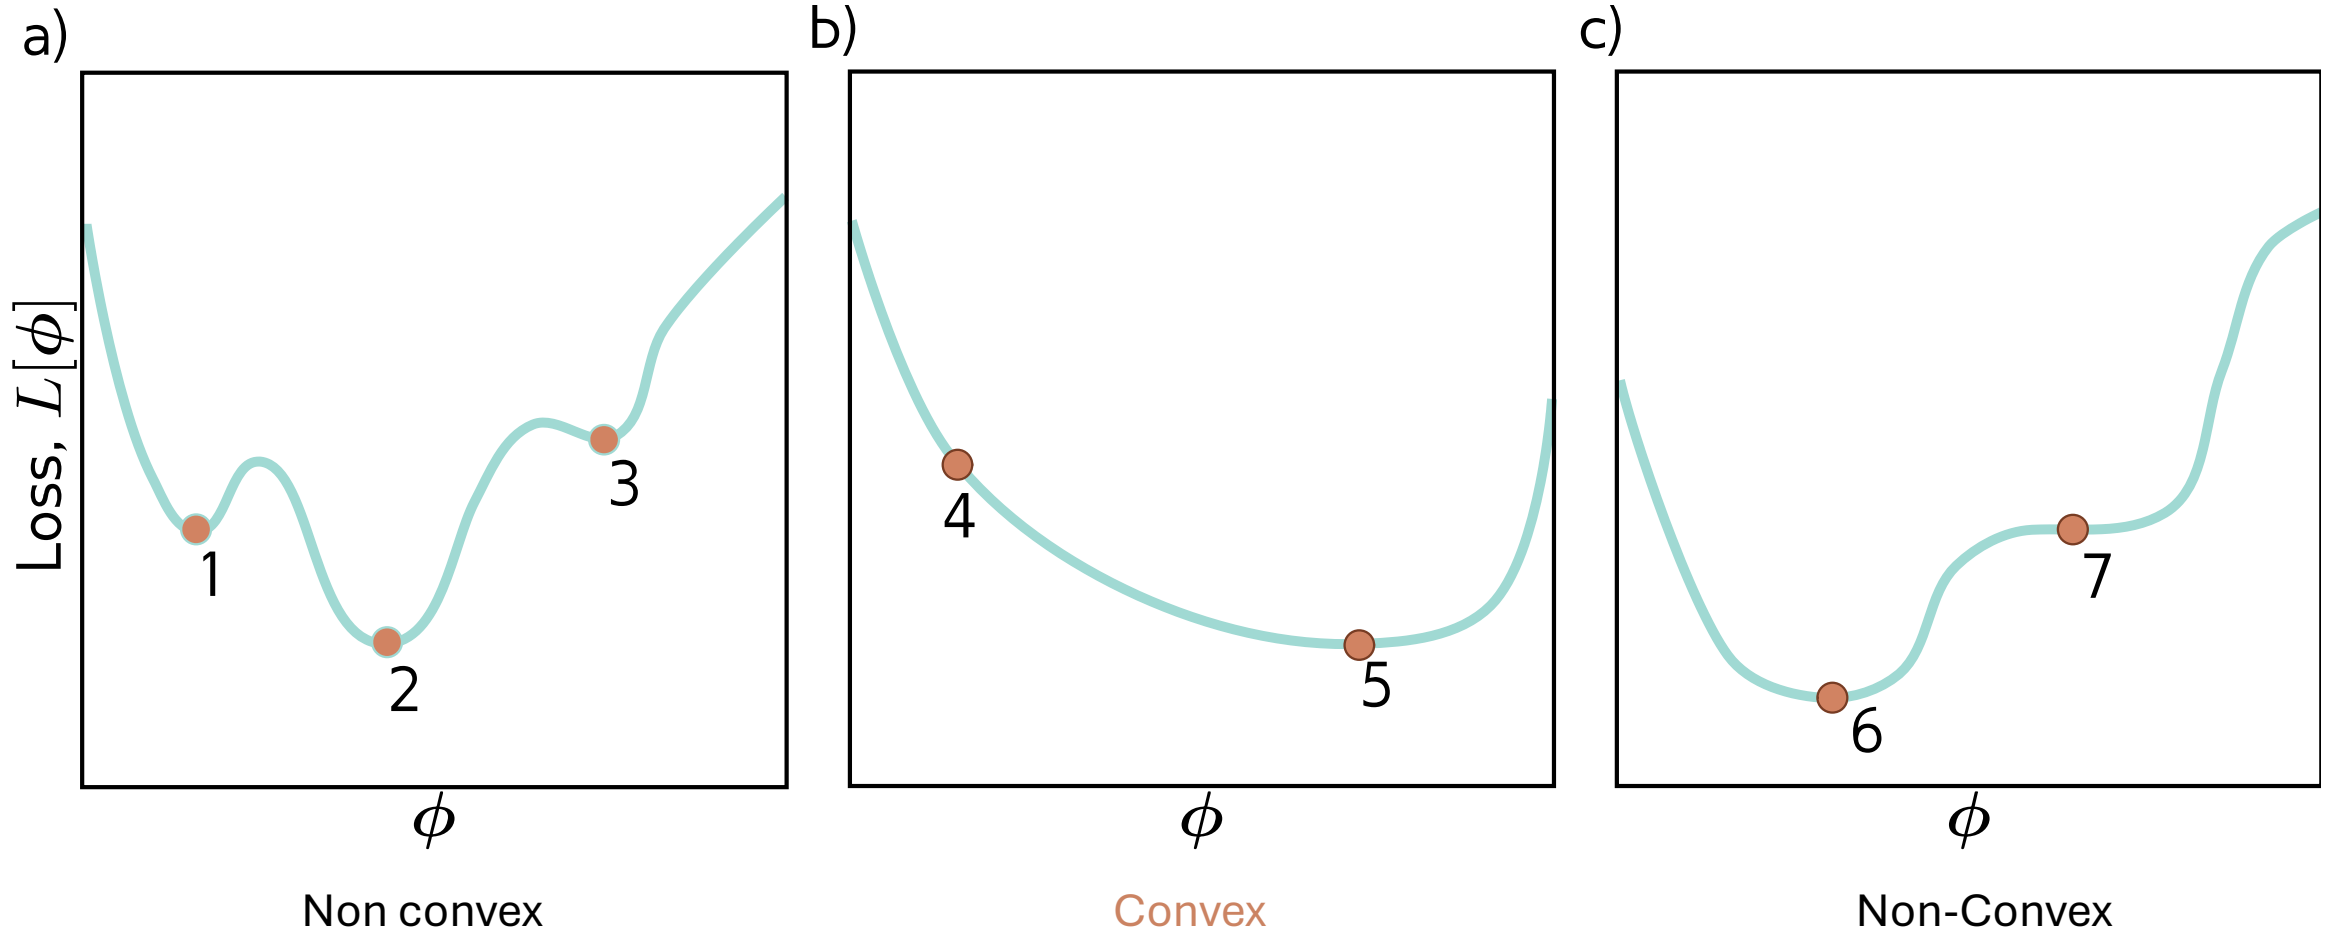 a)
b)
c)
Loss, L[ϕ]
1
2
3
4
5
6
7
ϕ
ϕ
ϕ
Non convex
Convex
Non-Convex